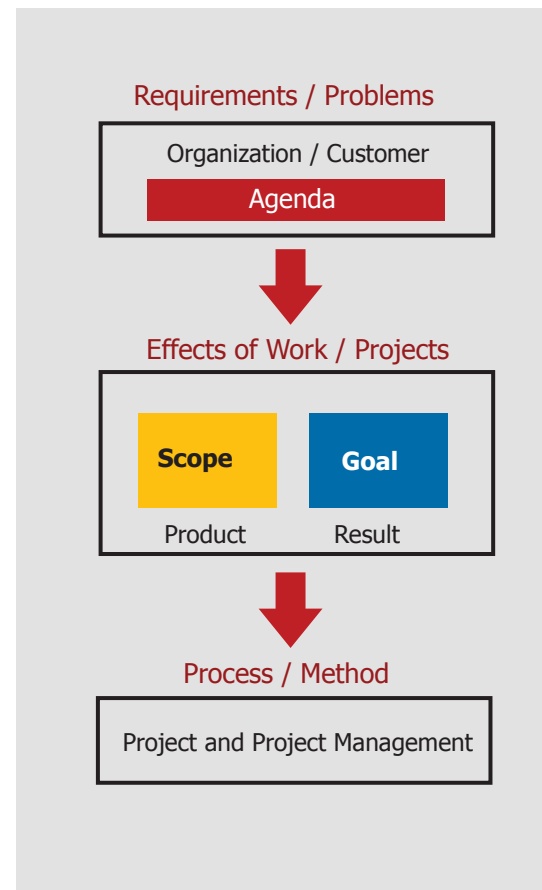 Requirements / Problems
Organization / Customer
Agenda
Effects of Work / Projects
Scope
Goal
Product
Result
Process / Method
Project and Project Management